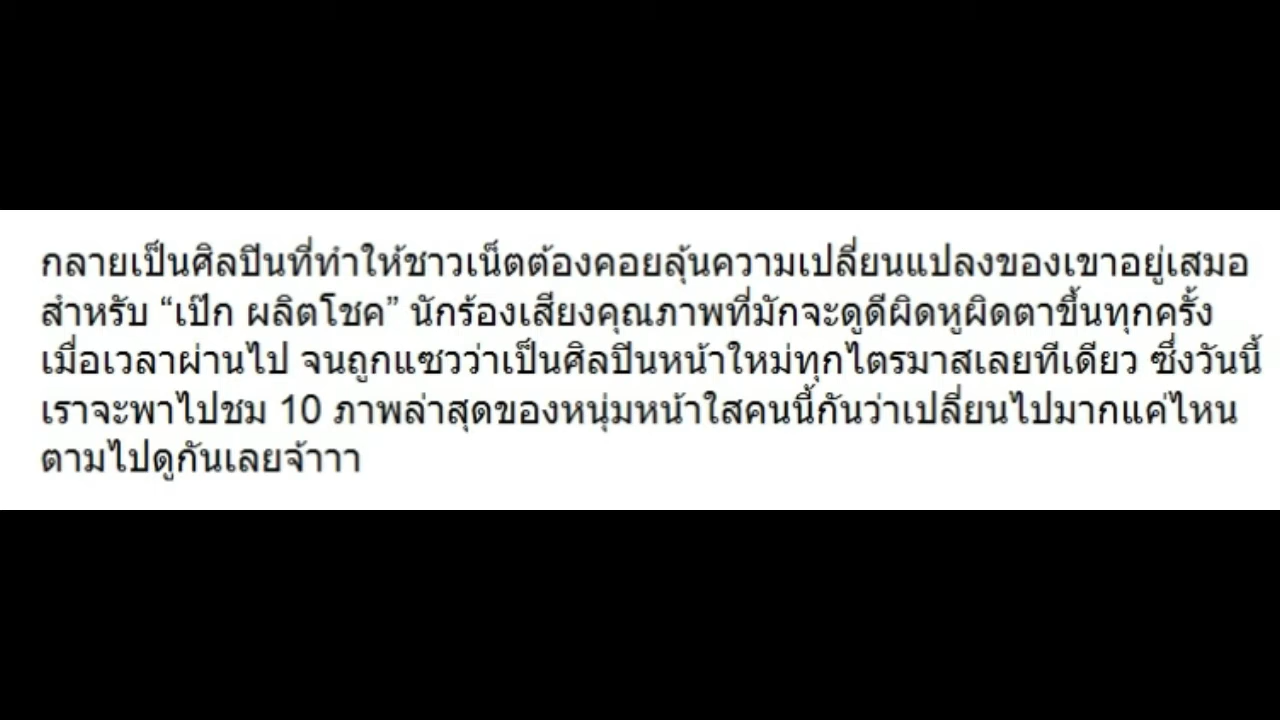 กลายเป็นศิลปินที่ทำให้ชาวเน็ตต้องคอยลุ้นความเปลี่ยนแปลงของเขาอยู่เสมอ
สำหรับ “เป๊ก ผลิตโชค” นักร้องเสียงคุณภาพที่มักจะดูดีผิดหูผิดตาขึ้นทุกครั้ง
เมื่อเวลาผ่านไป จนถูกแซวว่าเป็นศิลปินหน้าใหม่ทุกไตรมาสเลยทีเดียว ซึ่งวันนี้
เราจะพาไปชม 10 ภาพล่าสุดของหนุ่มหน้าใสคนนี้กันว่าเปลี่ยนไปมากแค่ไหน
ตามไปดูกันเลยจ้าาา